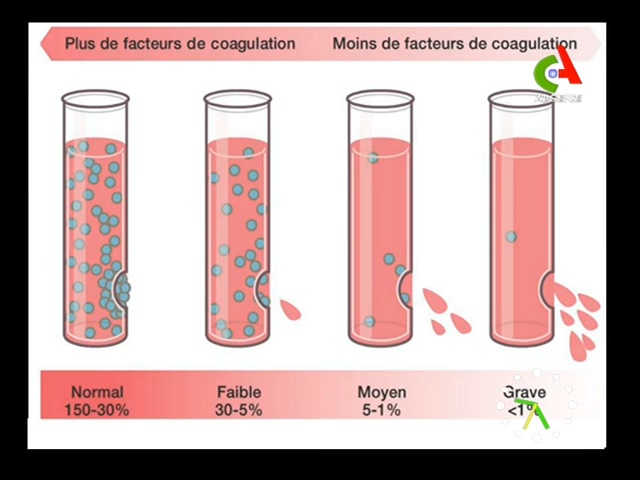 Plus de facteurs de coagulation
Moins de facteurs de coagulation
Normal
150-30%
Faible
30-5%
Moyen
5-1%
Grave
<1%